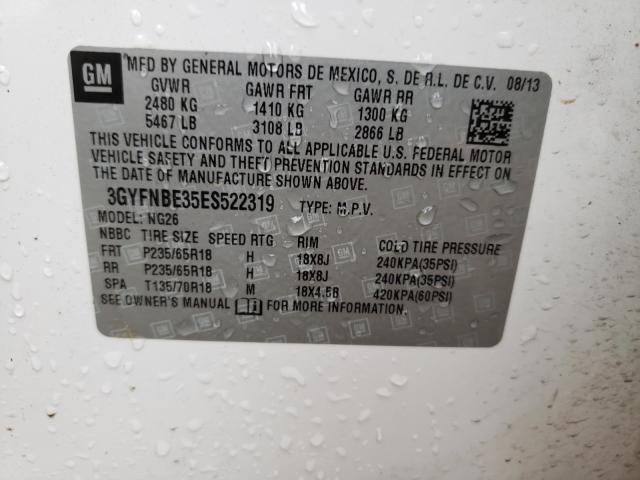 GM
MFD BY GENERAL MOTORS DE MEXICO, S. DE R.L. DE C.V. 08/13
GVWR GAWR FRT GAWR RR
2480 KG 1410 KG 1300 KG
5467 LB 3108 LB 2866 LB
THIS VEHICLE CONFORMS TO ALL APPLICABLE U.S. FEDERAL MOTOR
VEHICLE SAFETY AND THEFT PREVENTION STANDARDS IN EFFECT ON
THE DATE OF MANUFACTURE SHOWN ABOVE.
3GYFNBE35ES522319 TYPE: M.P.V.
MODEL: NG26
NBBC TIRE SIZE SPEED RTG RIM COLD TIRE PRESSURE
FRT P235/65R18 H 18X8J 240KPA(35PSI)
RR P235/65R18 H 18X8J 240KPA(35PSI)
SPA T135/70R18 M 18X4.5B 420KPA(60PSI)
SEE OWNER'S MANUAL FOR MORE INFORMATION.